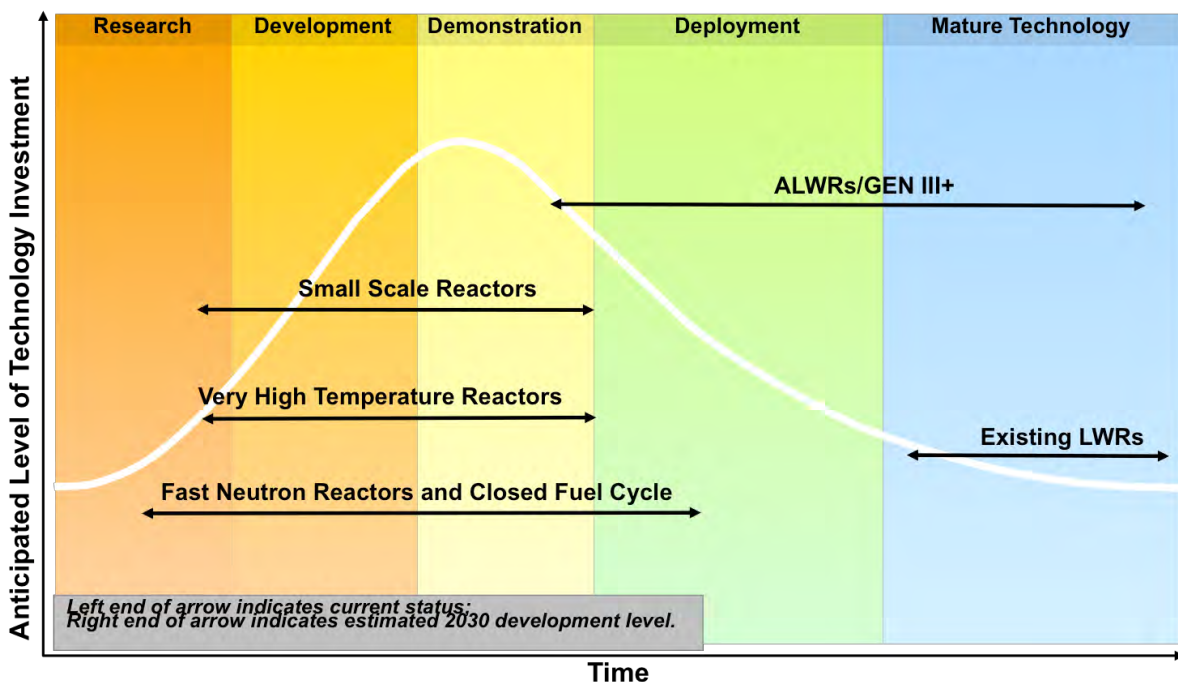 Research
Development
Demonstration
Deployment
Mature Technology
Anticipated Level of Technology Investment
ALWRs/GEN III+
Small Scale Reactors
Very High Temperature Reactors
Existing LWRs
Fast Neutron Reactors and Closed Fuel Cycle
Left end of arrow indicates current status;
Right end of arrow indicates estimated 2030 development level.
Time